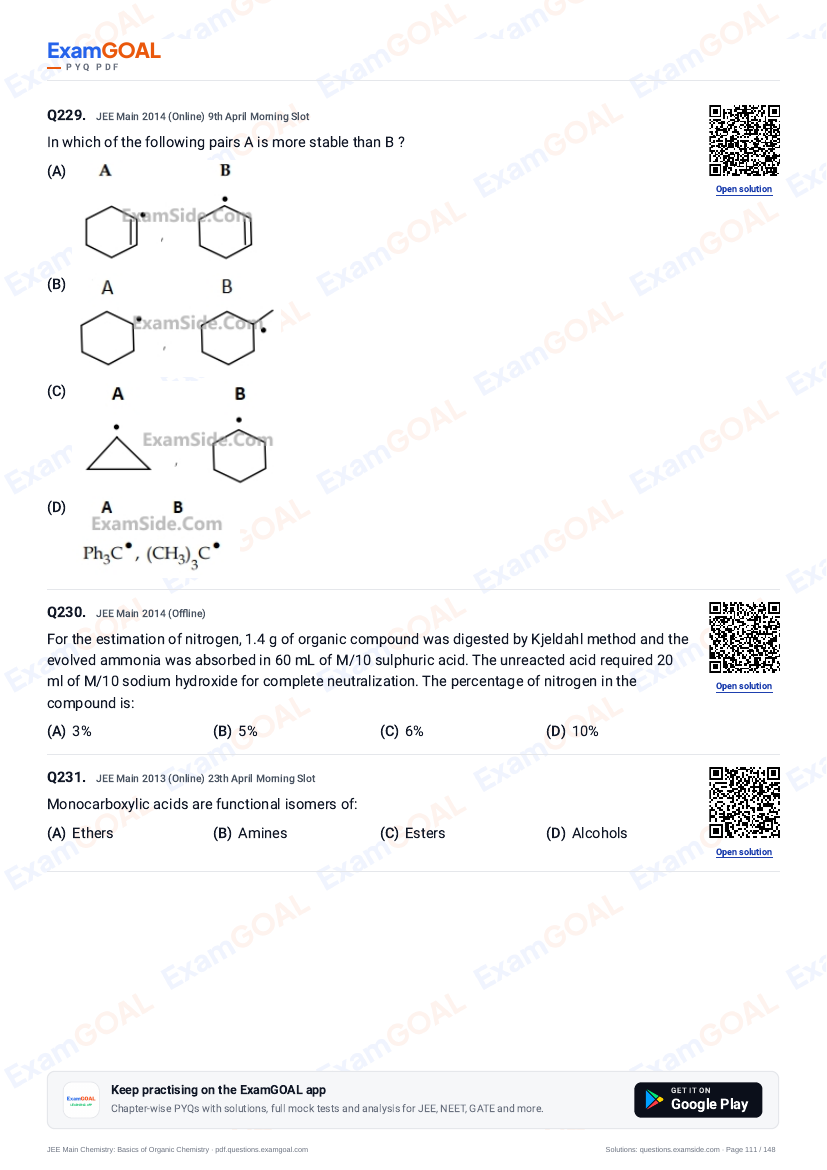 ExamGOAL
PYQ PDF
Q229. JEE Main 2014 (Online) 9th April Morning Slot
In which of the following pairs A is more stable than B ?
Open solution
(A) A B
ExamSide.Com
,
(B) A B
ExamSide.Com
,
(C) A B
ExamSide.Com
,
(D) A B
ExamSide.Com
Ph3C•, (CH3)3C•
Q230. JEE Main 2014 (Offline)
For the estimation of nitrogen, 1.4 g of organic compound was digested by Kjeldahl method and the
evolved ammonia was absorbed in 60 mL of M/10 sulphuric acid. The unreacted acid required 20
ml of M/10 sodium hydroxide for complete neutralization. The percentage of nitrogen in the
compound is:
Open solution
(A) 3% (B) 5% (C) 6% (D) 10%
Q231. JEE Main 2013 (Online) 23th April Morning Slot
Monocarboxylic acids are functional isomers of:
(A) Ethers (B) Amines (C) Esters (D) Alcohols
Open solution
Keep practising on the ExamGOAL app
Chapter-wise PYQs with solutions, full mock tests and analysis for JEE, NEET, GATE and more.
ExamGOAL
GET IT ON
Google Play
JEE Main Chemistry: Basics of Organic Chemistry · pdf.questions.examgoal.com
Solutions: questions.examside.com · Page 111 / 148